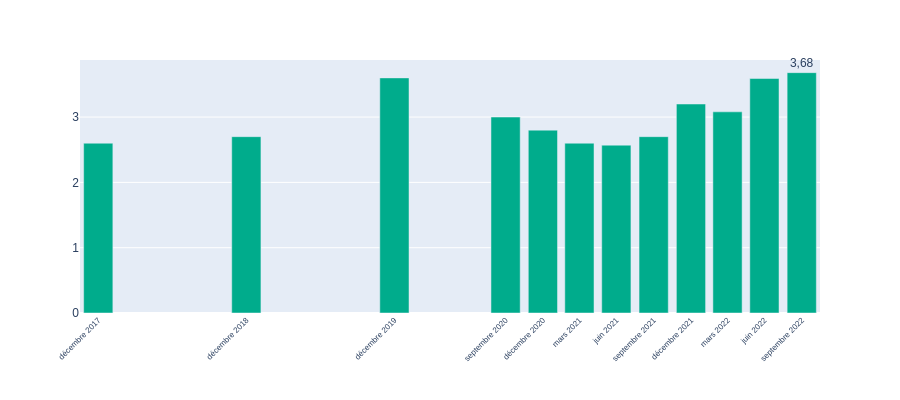 3,68
3
2
1
0
décembre 2017
décembre 2018
décembre 2019
septembre 2020
décembre 2020
mars 2021
juin 2021
septembre 2021
décembre 2021
mars 2022
juin 2022
septembre 2022